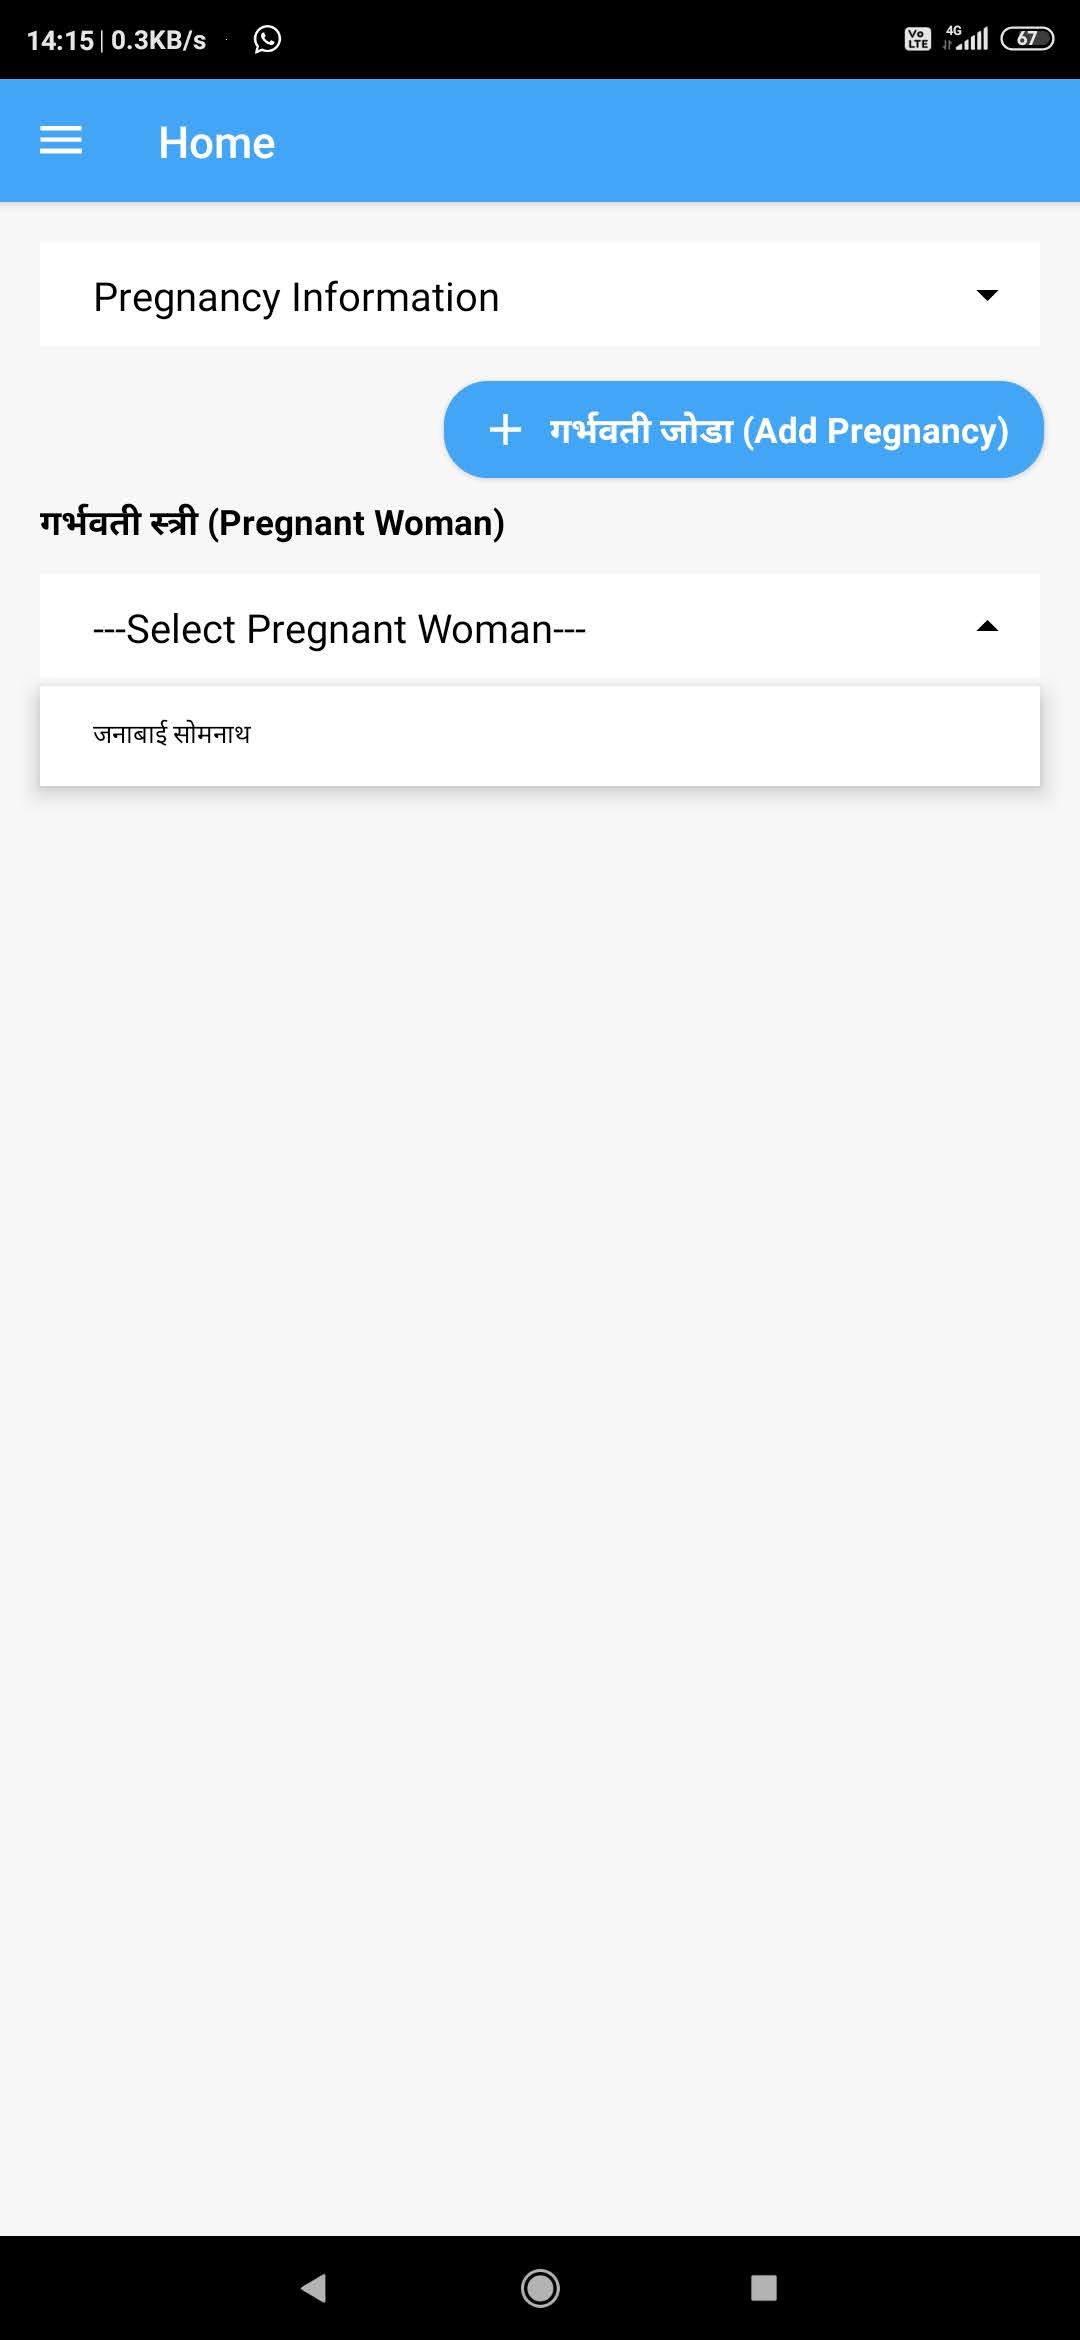 14:15 | 0.3KB/s
Vo LTE 4G 67
Home
Pregnancy Information
+ गर्भवती जोडा (Add Pregnancy)
गर्भवती स्त्री (Pregnant Woman)
---Select Pregnant Woman---
जनाबाई सोमनाथ